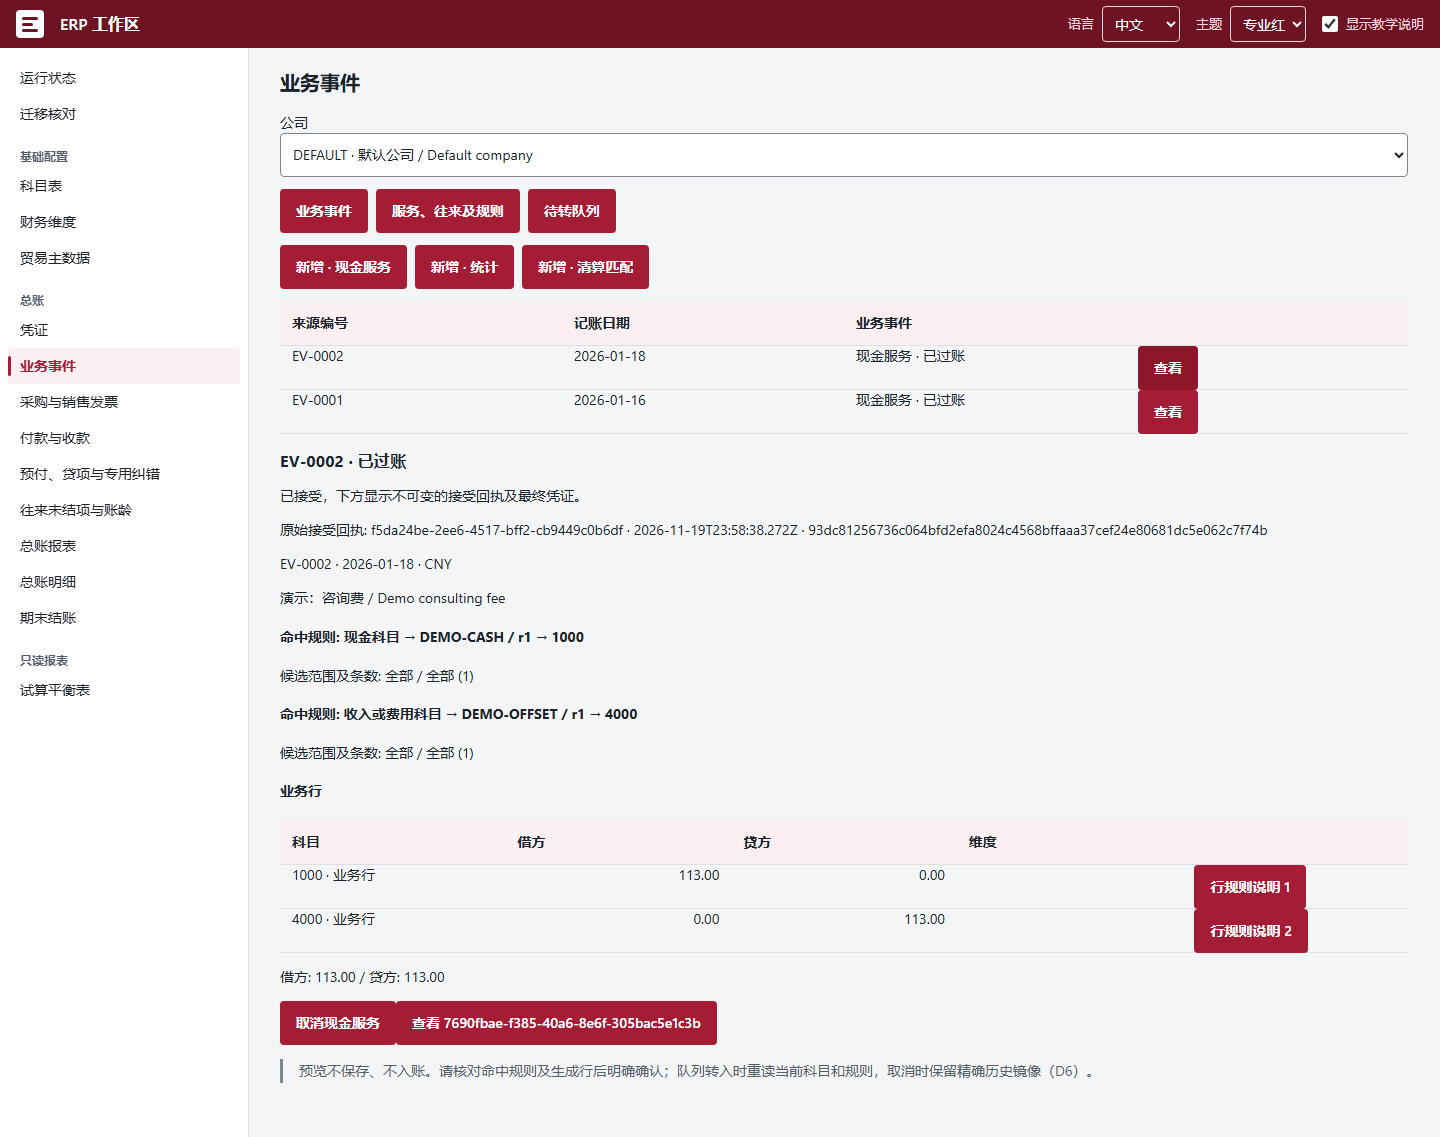 ERP 工作区
语言 中文 主题 专业红 显示教学说明
运行状态
迁移核对
基础配置
科目表
财务维度
贸易主数据
总账
凭证
业务事件
采购与销售发票
付款与收款
预付、贷项与专用纠错
往来未结项与账龄
总账报表
总账明细
期末结账
只读报表
试算平衡表
业务事件
公司
DEFAULT · 默认公司 / Default company
业务事件 服务、往来及规则 待转队列
新增 · 现金服务 新增 · 统计 新增 · 清算匹配
来源编号 记账日期 业务事件
EV-0002 2026-01-18 现金服务 · 已过账 查看
EV-0001 2026-01-16 现金服务 · 已过账 查看
EV-0002 · 已过账
已接受，下方显示不可变的接受回执及最终凭证。
原始接受回执: f5da24be-2ee6-4517-bff2-cb9449c0b6df · 2026-11-19T23:58:38.272Z · 93dc81256736c064bfd2efa8024c4568bffaaa37cef24e80681dc5e062c7f74b
EV-0002 · 2026-01-18 · CNY
演示：咨询费 / Demo consulting fee
命中规则: 现金科目 → DEMO-CASH / r1 → 1000
候选范围及条数: 全部 / 全部 (1)
命中规则: 收入或费用科目 → DEMO-OFFSET / r1 → 4000
候选范围及条数: 全部 / 全部 (1)
业务行
科目 借方 贷方 维度
1000 · 业务行 113.00 0.00 行规则说明 1
4000 · 业务行 0.00 113.00 行规则说明 2
借方: 113.00 / 贷方: 113.00
取消现金服务 查看 7690fbae-f385-40a6-8e6f-305bac5e1c3b
预览不保存、不入账。请核对命中规则及生成行后明确确认；队列转入时重读当前科目和规则，取消时保留精确历史镜像（D6）。